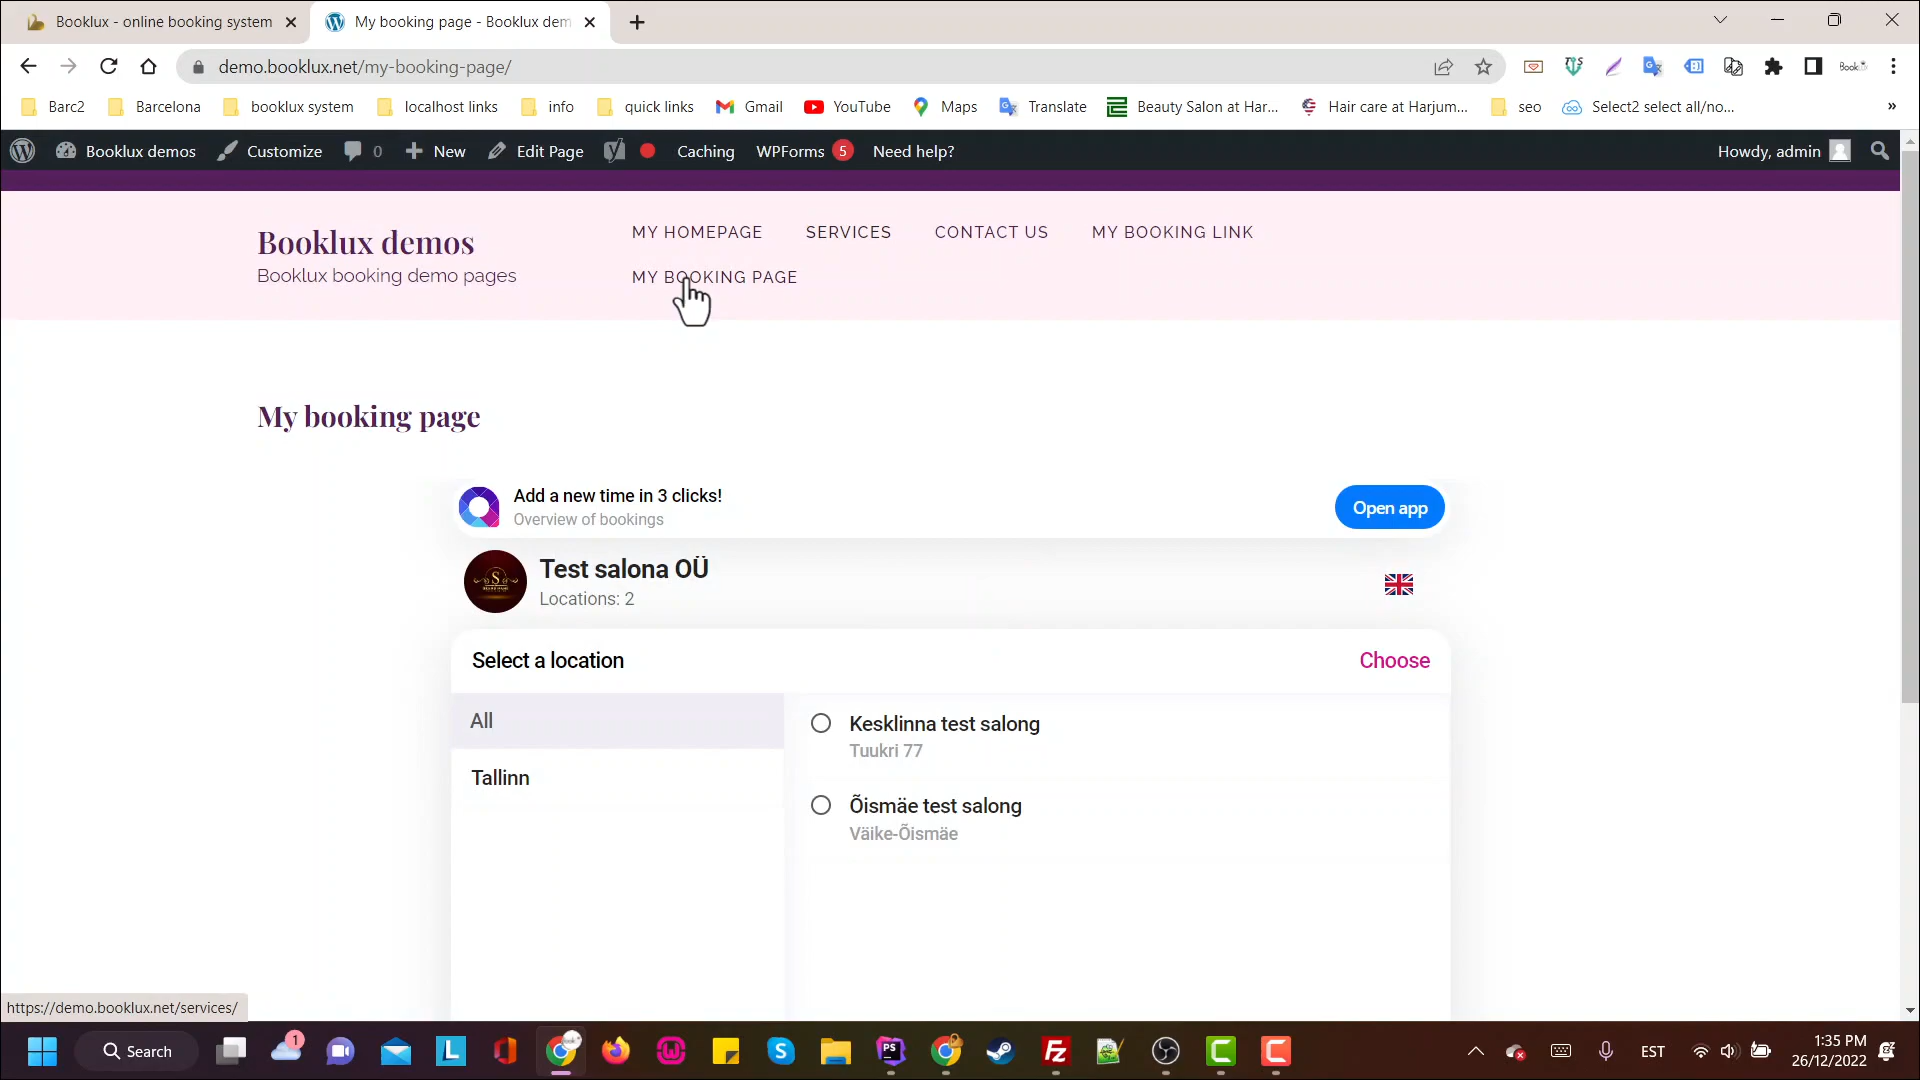 Booklux - online booking system
My booking page - Booklux dem
demo.booklux.net/my-booking-page/
Barc2
Barcelona
booklux system
localhost links
info
quick links
Gmail
YouTube
Maps
Translate
Beauty Salon at Har...
Hair care at Harjum...
seo
Select2 select all/no...
»
Booklux demos
Customize
0
New
Edit Page
Caching
WPForms 5
Need help?
Howdy, admin
Booklux demos
Booklux booking demo pages
MY HOMEPAGE
SERVICES
CONTACT US
MY BOOKING LINK
MY BOOKING PAGE
My booking page
Add a new time in 3 clicks!
Overview of bookings
Open app
Test salona OÜ
Locations: 2
Select a location
Choose
All
Tallinn
Kesklinna test salong
Tuukri 77
Õismäe test salong
Väike-Õismäe
https://demo.booklux.net/services/
Search
1
EST
1:35 PM
26/12/2022